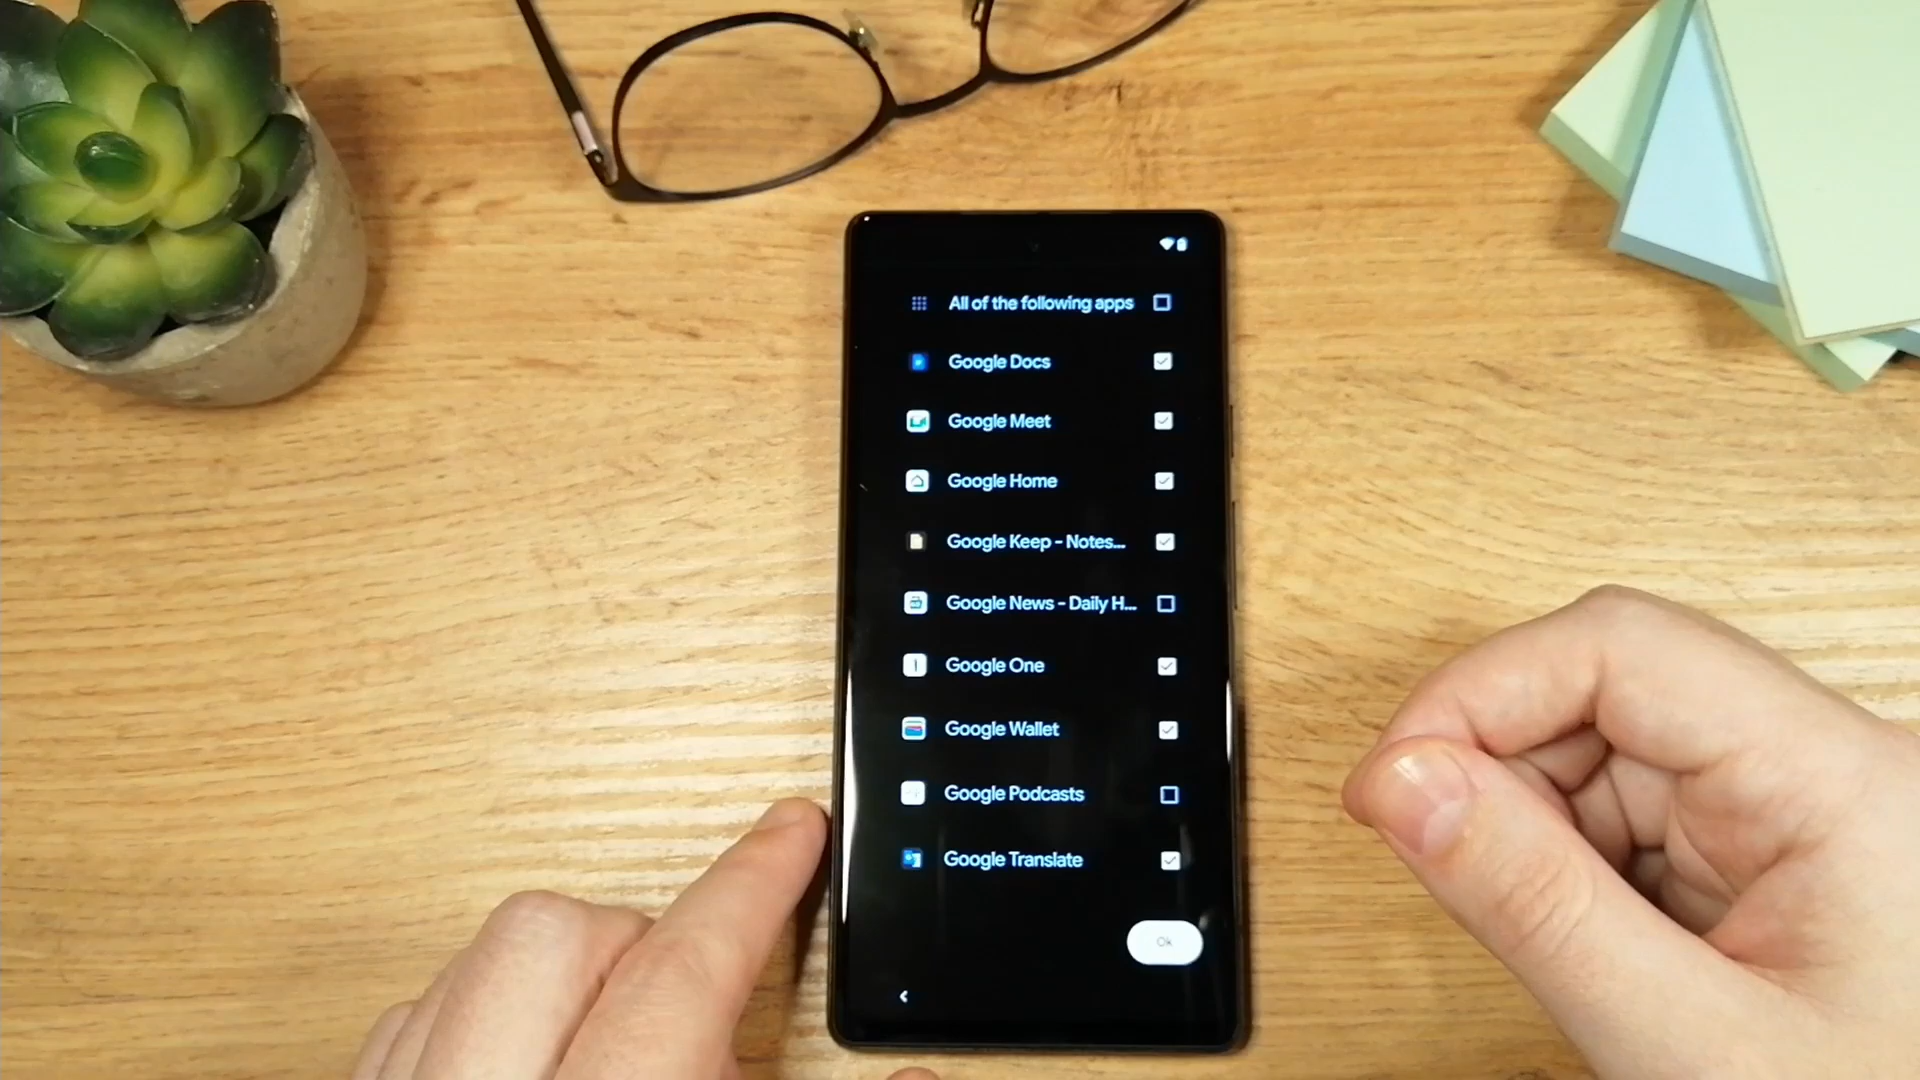 All of the following apps
Google Docs
Google Meet
Google Home
Google Keep - Notes...
Google News - Daily H...
Google One
Google Wallet
Google Podcasts
Google Translate
Ok